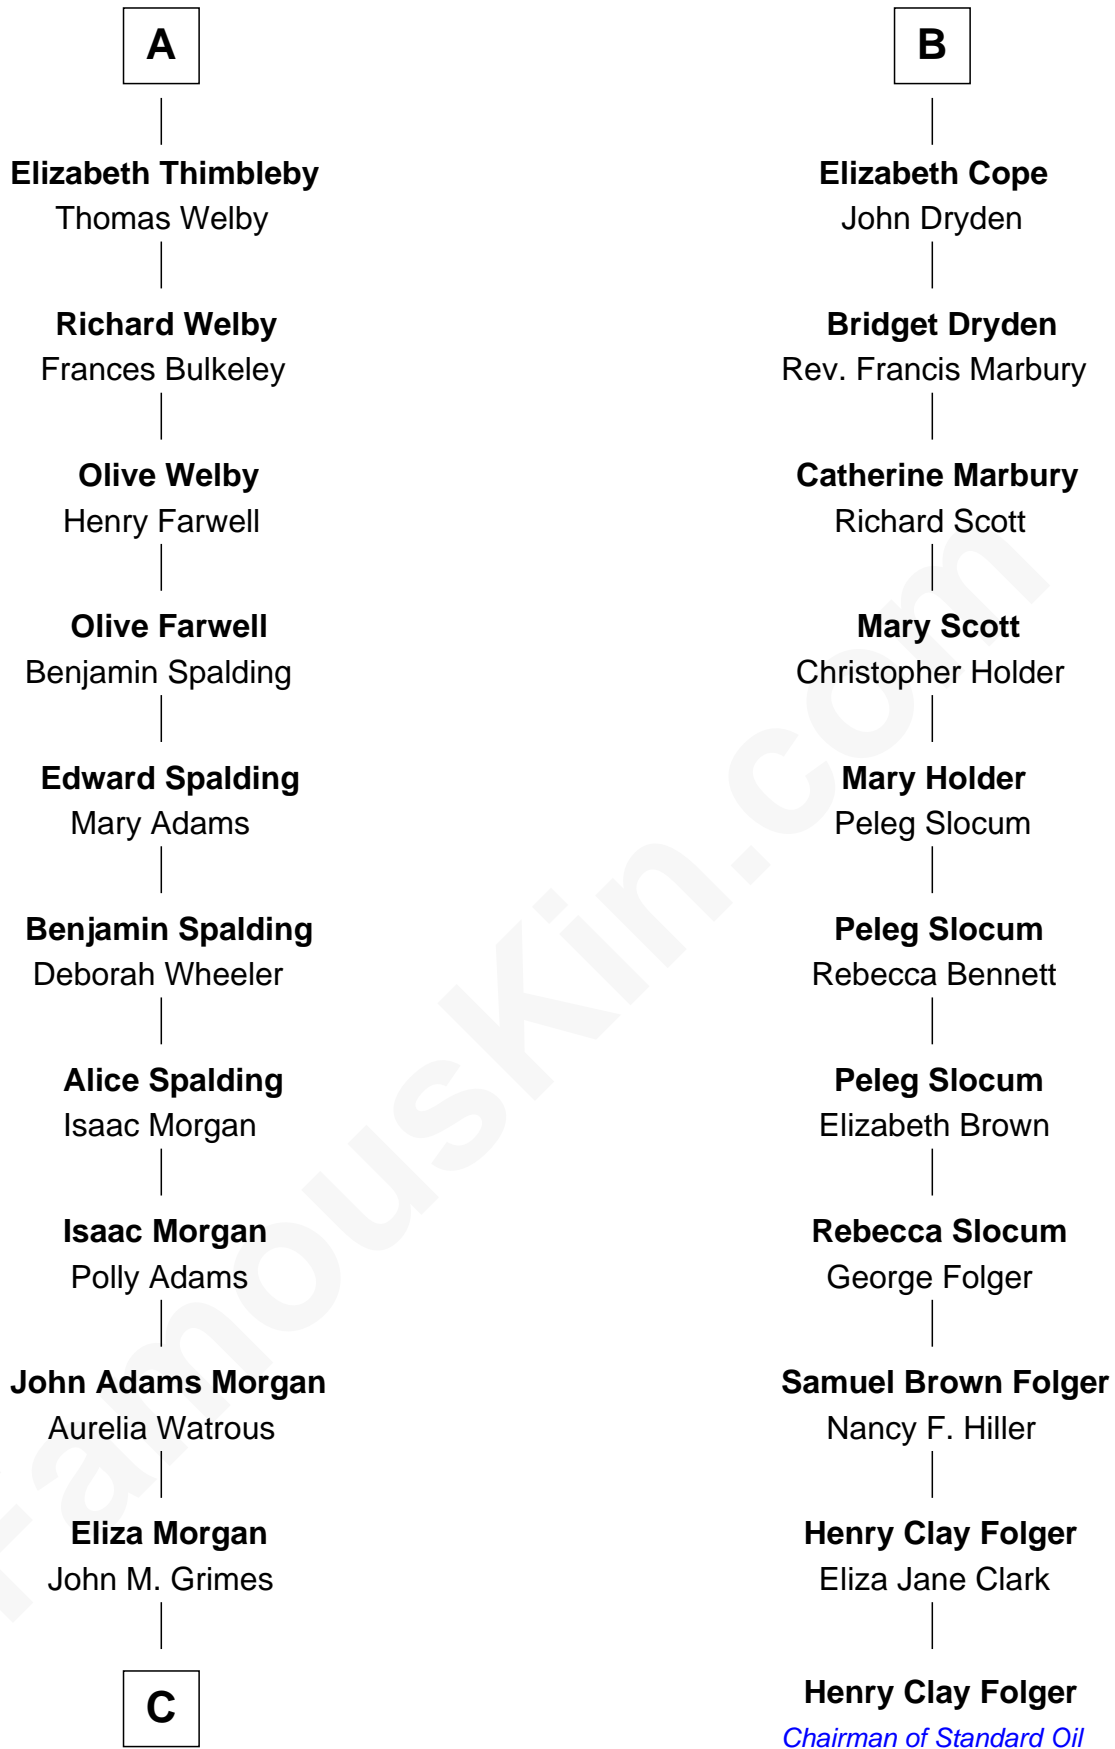 A
Elizabeth Thimbleby
Thomas Welby
Richard Welby
Frances Bulkeley
Olive Welby
Henry Farwell
Olive Farwell
Benjamin Spalding
Edward Spalding
Mary Adams
Benjamin Spalding
Deborah Wheeler
Alice Spalding
Isaac Morgan
Isaac Morgan
Polly Adams
John Adams Morgan
Aurelia Watrous
Eliza Morgan
John M. Grimes
C
B
Elizabeth Cope
John Dryden
Bridget Dryden
Rev. Francis Marbury
Catherine Marbury
Richard Scott
Mary Scott
Christopher Holder
Mary Holder
Peleg Slocum
Peleg Slocum
Rebecca Bennett
Peleg Slocum
Elizabeth Brown
Rebecca Slocum
George Folger
Samuel Brown Folger
Nancy F. Hiller
Henry Clay Folger
Eliza Jane Clark
Henry Clay Folger
Chairman of Standard Oil
FamousKin.com